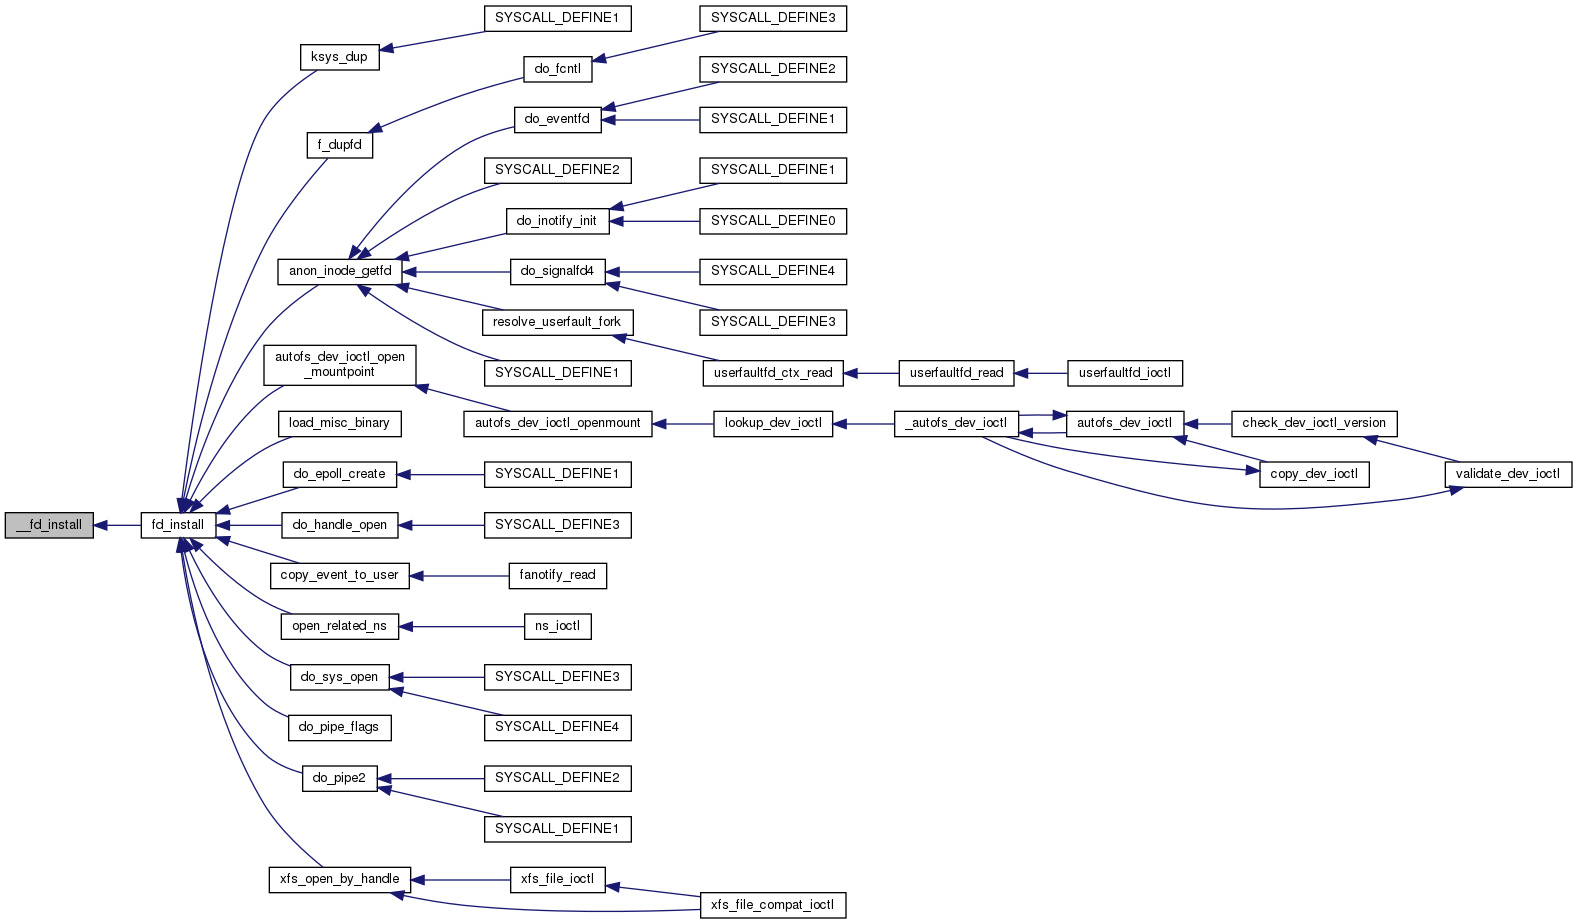 SYSCALL_DEFINE1
SYSCALL_DEFINE3
ksys_dup
do_fcntl
SYSCALL_DEFINE2
do_eventfd
SYSCALL_DEFINE1
f_dupfd
SYSCALL_DEFINE2
SYSCALL_DEFINE1
do_inotify_init
SYSCALL_DEFINE0
anon_inode_getfd
do_signalfd4
SYSCALL_DEFINE4
resolve_userfault_fork
SYSCALL_DEFINE3
autofs_dev_ioctl_open
_mountpoint
SYSCALL_DEFINE1
userfaultfd_ctx_read
userfaultfd_read
userfaultfd_ioctl
load_misc_binary
autofs_dev_ioctl_openmount
lookup_dev_ioctl
_autofs_dev_ioctl
autofs_dev_ioctl
check_dev_ioctl_version
do_epoll_create
SYSCALL_DEFINE1
copy_dev_ioctl
validate_dev_ioctl
__fd_install
fd_install
do_handle_open
SYSCALL_DEFINE3
copy_event_to_user
fanotify_read
open_related_ns
ns_ioctl
do_sys_open
SYSCALL_DEFINE3
do_pipe_flags
SYSCALL_DEFINE4
do_pipe2
SYSCALL_DEFINE2
SYSCALL_DEFINE1
xfs_open_by_handle
xfs_file_ioctl
xfs_file_compat_ioctl